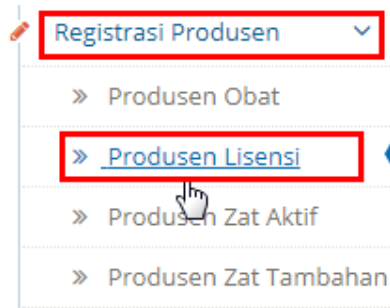 Registrasi Produsen
» Produsen Obat
» Produsen Lisensi
» Produsen Zat Aktif
» Produsen Zat Tambahan